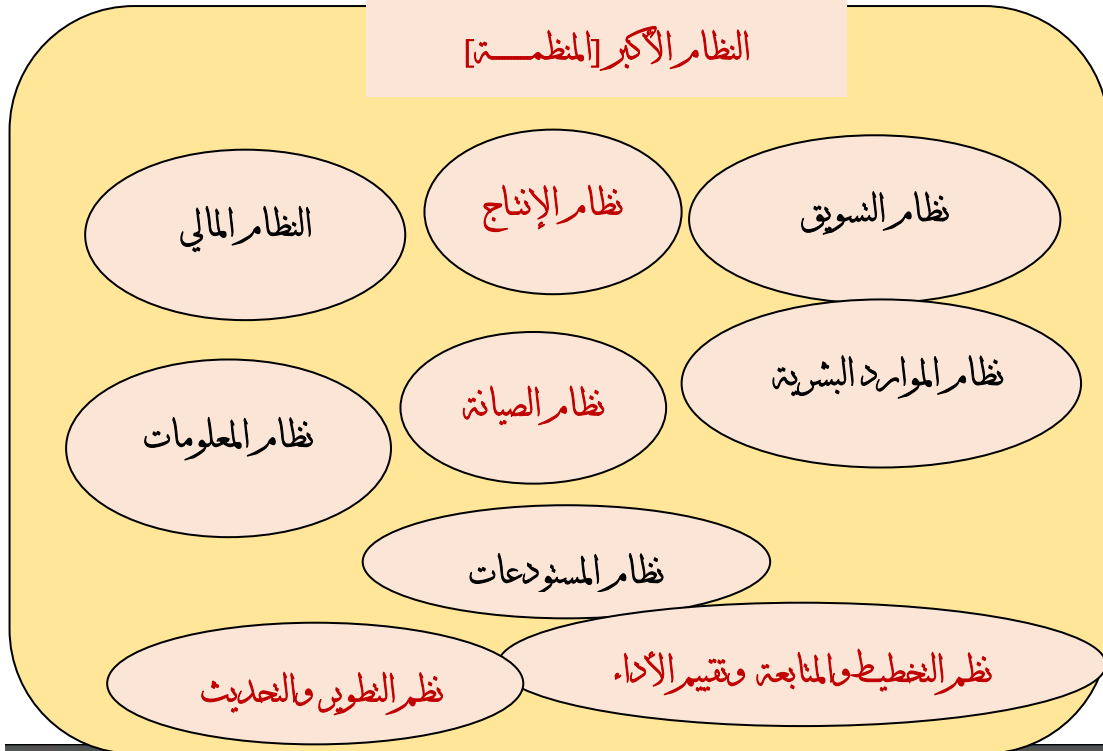 النظام الأكبر [المنظمـــــة]
نظام التسويق
نظام الإنتاج
النظام المالي
نظام الموارد البشرية
نظام الصيانة
نظام المعلومات
نظام المستودعات
نظم التخطيط والمتابعة وتقييم الأداء
نظم التطوير والتحديث